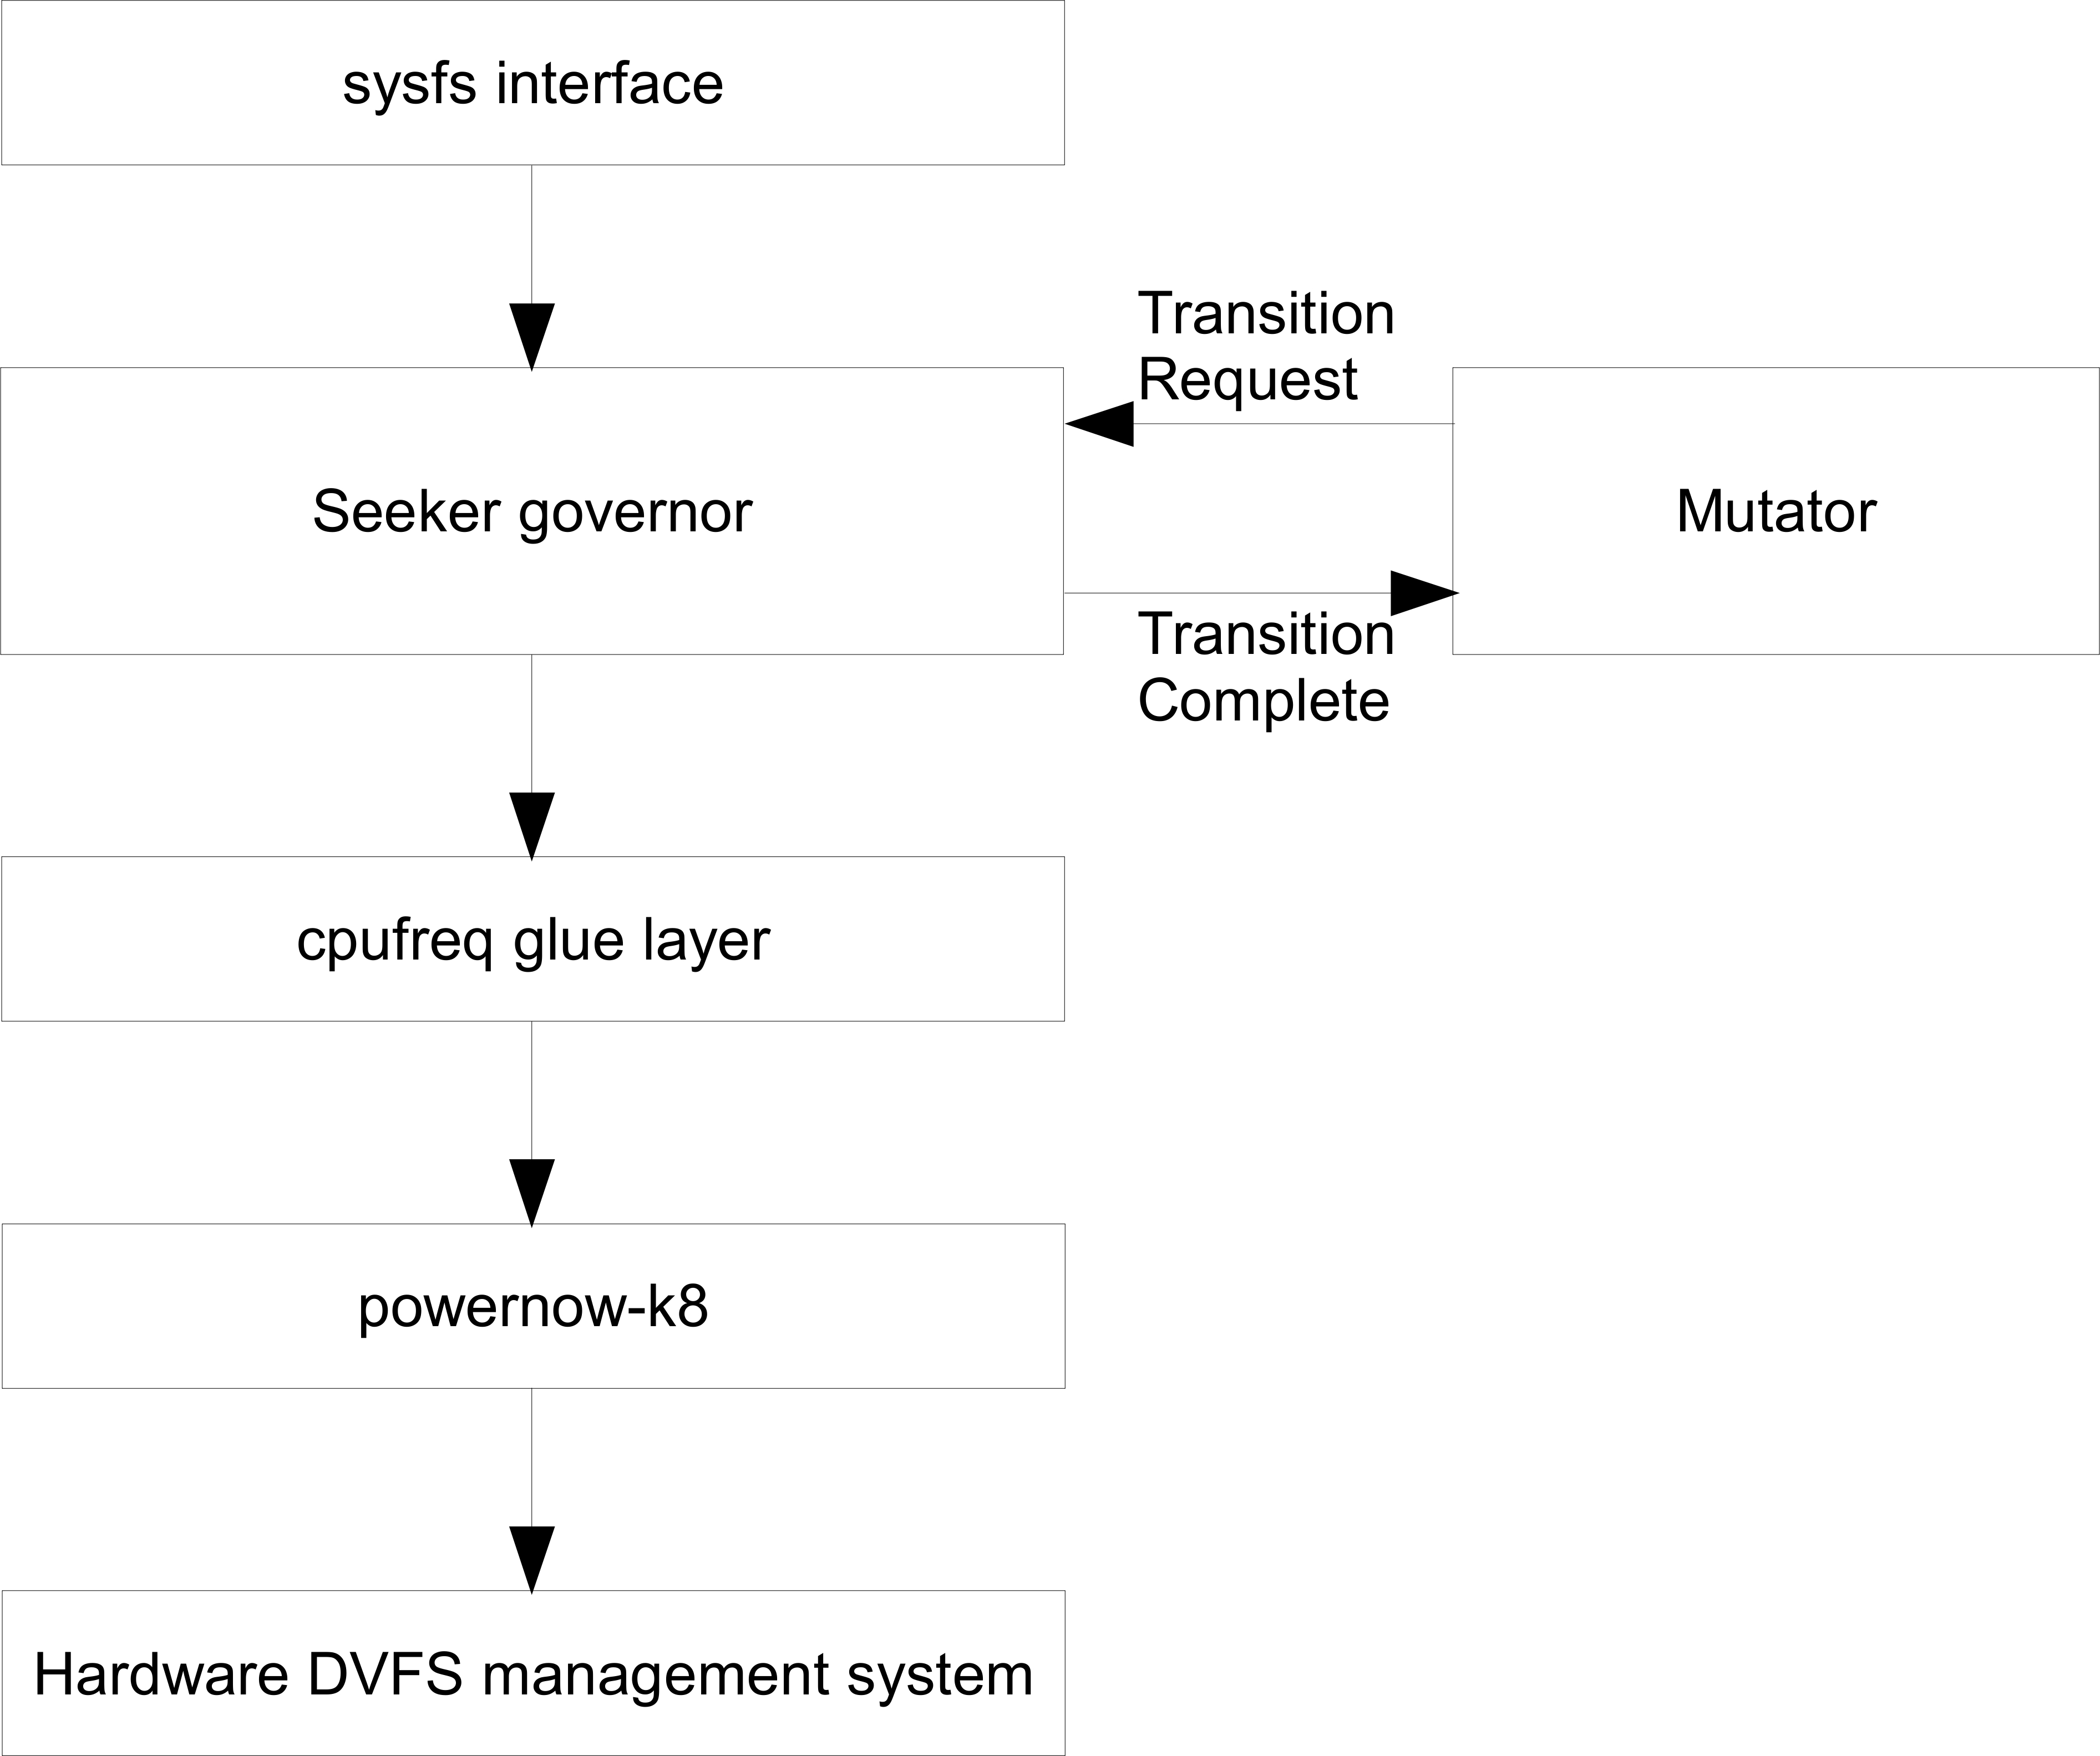 sysfs interface
Transition
Request
Seeker governor
Mutator
Transition
Complete
cpufreq glue layer
powernow-k8
Hardware DVFS management system